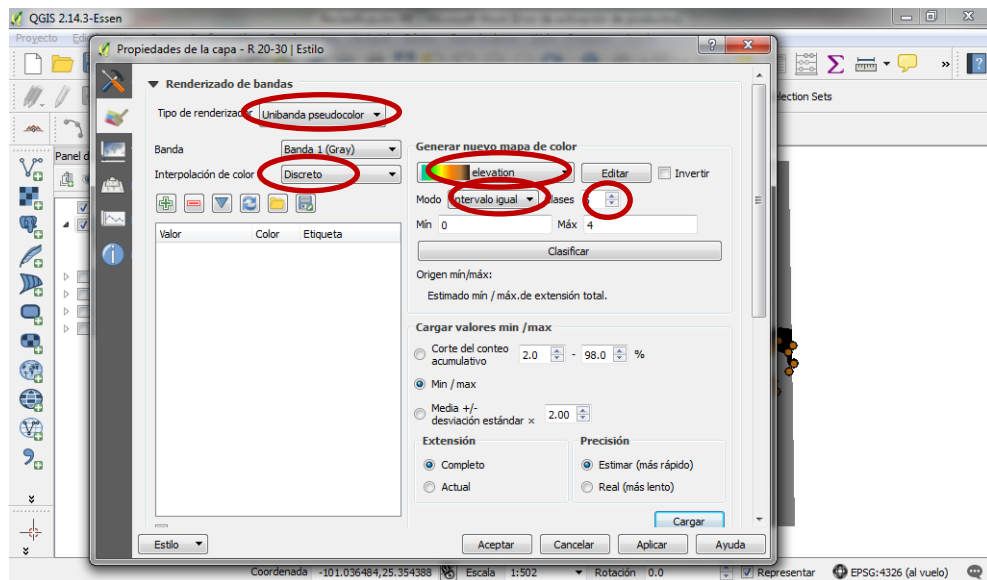 QGIS 2.14.3-Essen
Proyecto
Propiedades de la capa - R 20-30 | Estilo
Renderizado de bandas
Tipo de renderizador Unibanda pseudocolor
Banda Banda 1 (Gray)
Interpolación de color Discreto
Valor Color Etiqueta
Generar nuevo mapa de color
elevation Editar Invertir
Modo Intervalo igual Clases 5
Mín 0 Máx 4
Clasificar
Origen mín/máx:
Estimado mín / máx.de extensión total.
Cargar valores min /max
Corte del conteo acumulativo 2.0 - 98.0 %
Min / max
Media +/-
desviación estándar × 2.00
Extensión Precisión
Completo Estimar (más rápido)
Actual Real (más lento)
Cargar
Estilo Aceptar Cancelar Aplicar Ayuda
Panel d
lection Sets
Coordenada -101.036484,25.354388 Escala 1:502 Rotación 0.0 Representar EPSG:4326 (al vuelo)